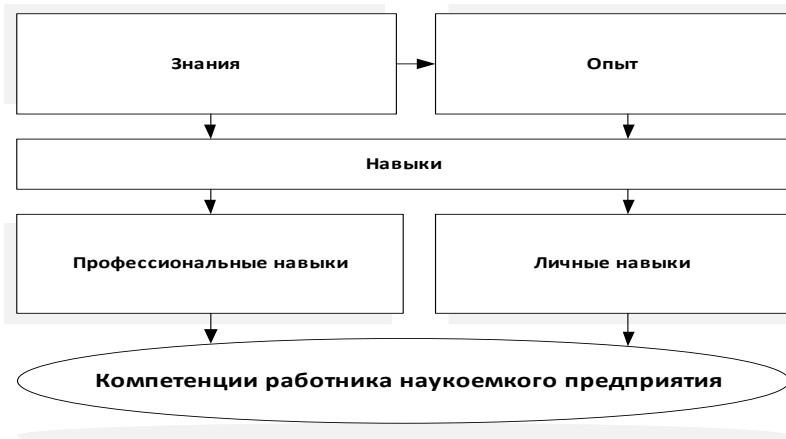 Знания
Опыт
Навыки
Профессиональные навыки
Личные навыки
Компетенции работника наукоемкого предприятия